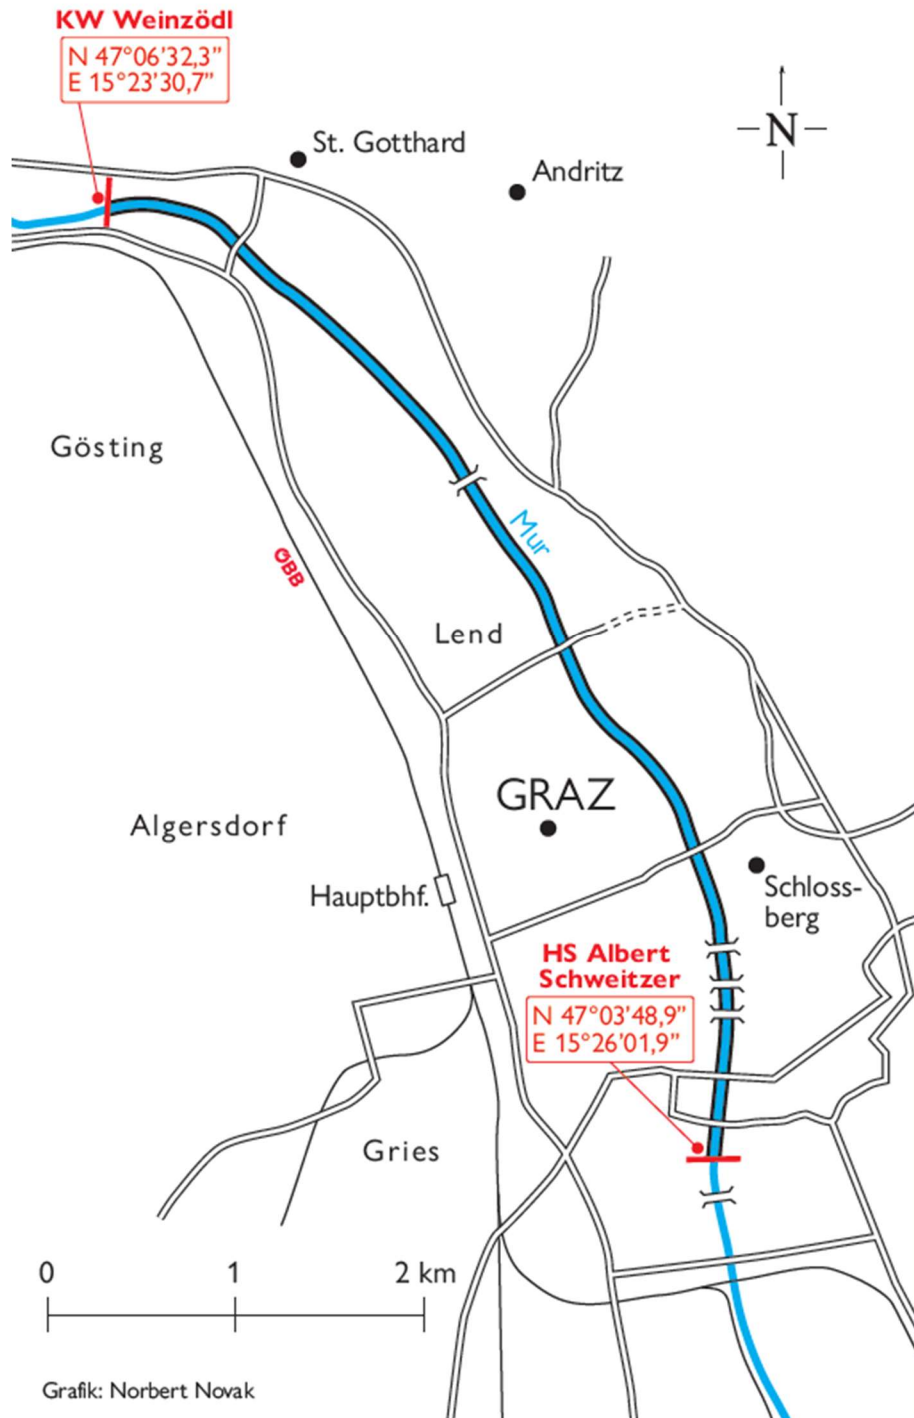 KW Weinzödl
N 47°06'32,3”
E 15°23'30,7”
St. Gotthard
Andritz
N
Gösting
ÖBB
Mur
Lend
GRAZ
Algersdorf
Hauptbhf.
Schloss-
berg
HS Albert
Schweitzer
N 47°03'48,9”
E 15°26'01,9”
Gries
0 1 2 km
Grafik: Norbert Novak